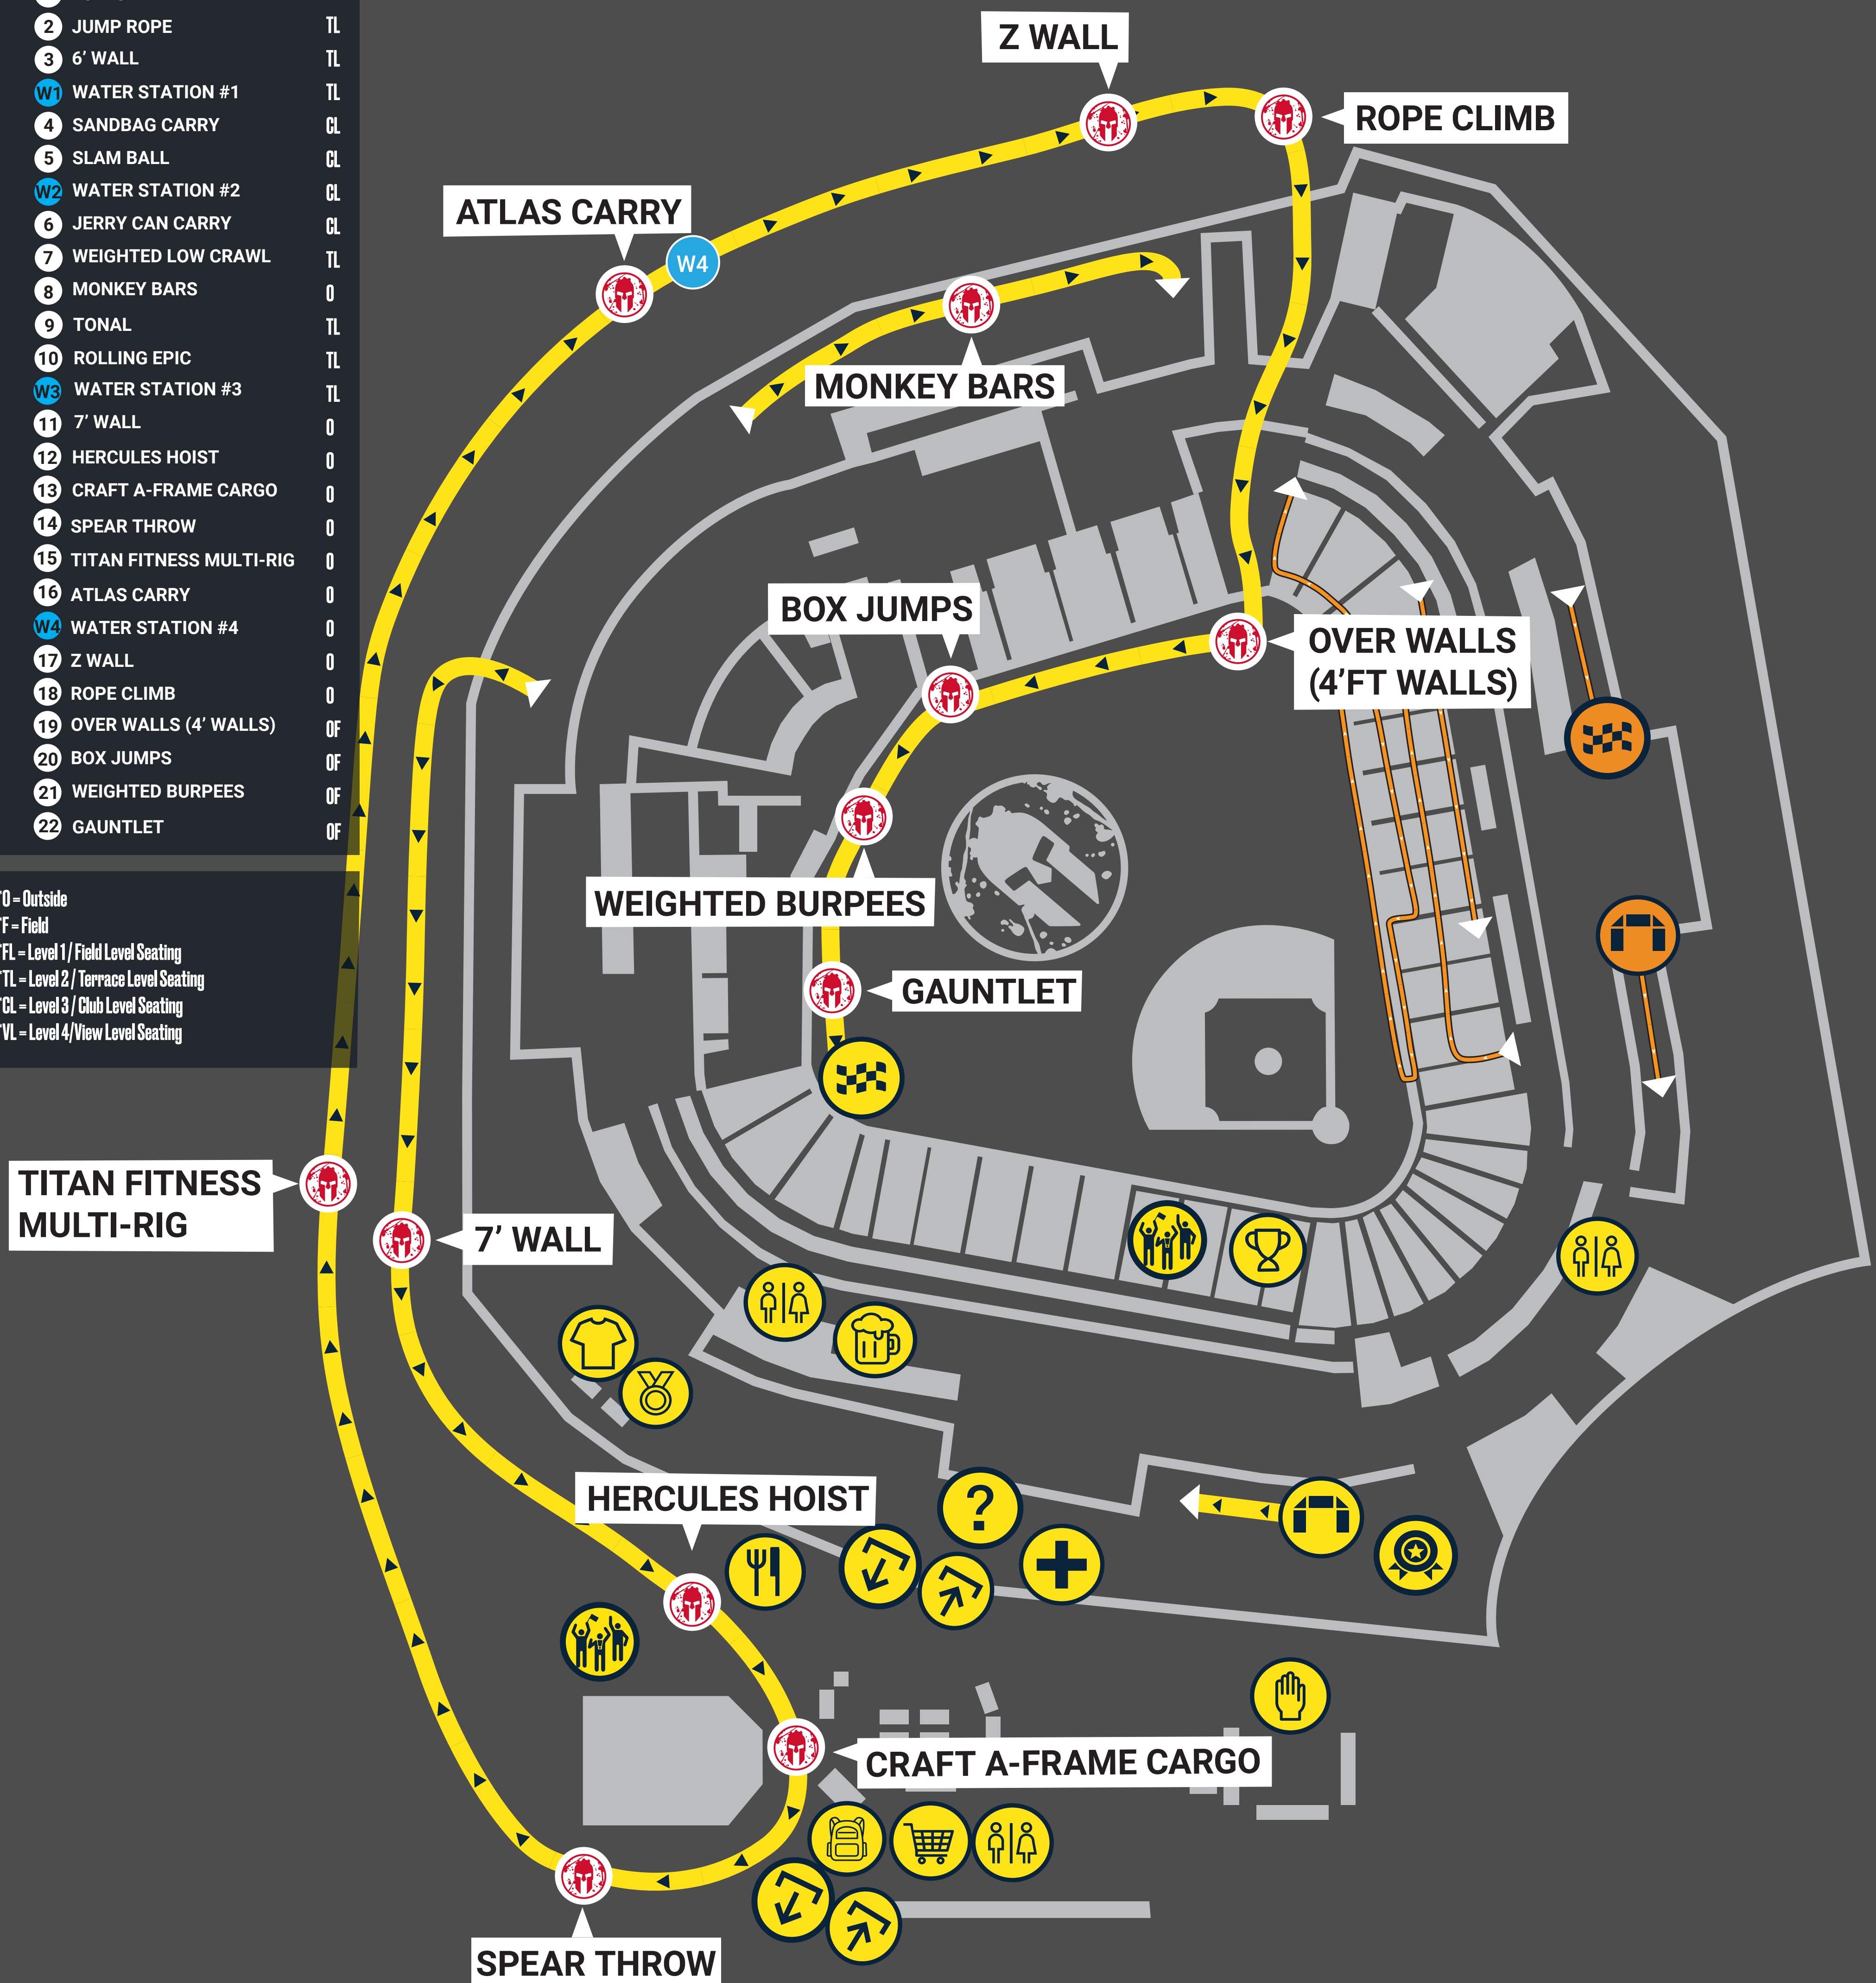 2 JUMP ROPE TL
3 6’ WALL TL
W1 WATER STATION #1 TL
4 SANDBAG CARRY CL
5 SLAM BALL CL
W2 WATER STATION #2 CL
6 JERRY CAN CARRY CL
7 WEIGHTED LOW CRAWL TL
8 MONKEY BARS O
9 TONAL TL
10 ROLLING EPIC TL
W3 WATER STATION #3 TL
11 7’ WALL O
12 HERCULES HOIST O
13 CRAFT A-FRAME CARGO O
14 SPEAR THROW O
15 TITAN FITNESS MULTI-RIG O
16 ATLAS CARRY O
W4 WATER STATION #4 O
17 Z WALL O
18 ROPE CLIMB O
19 OVER WALLS (4’ WALLS) OF
20 BOX JUMPS OF
21 WEIGHTED BURPEES OF
22 GAUNTLET OF
*O = Outside
*F = Field
*FL = Level 1 / Field Level Seating
*TL = Level 2 / Terrace Level Seating
*CL = Level 3 / Club Level Seating
*VL = Level 4/View Level Seating
Z WALL
ROPE CLIMB
ATLAS CARRY
W4
MONKEY BARS
BOX JUMPS
OVER WALLS
(4’FT WALLS)
WEIGHTED BURPEES
GAUNTLET
TITAN FITNESS
MULTI-RIG
7’ WALL
HERCULES HOIST
?
CRAFT A-FRAME CARGO
SPEAR THROW